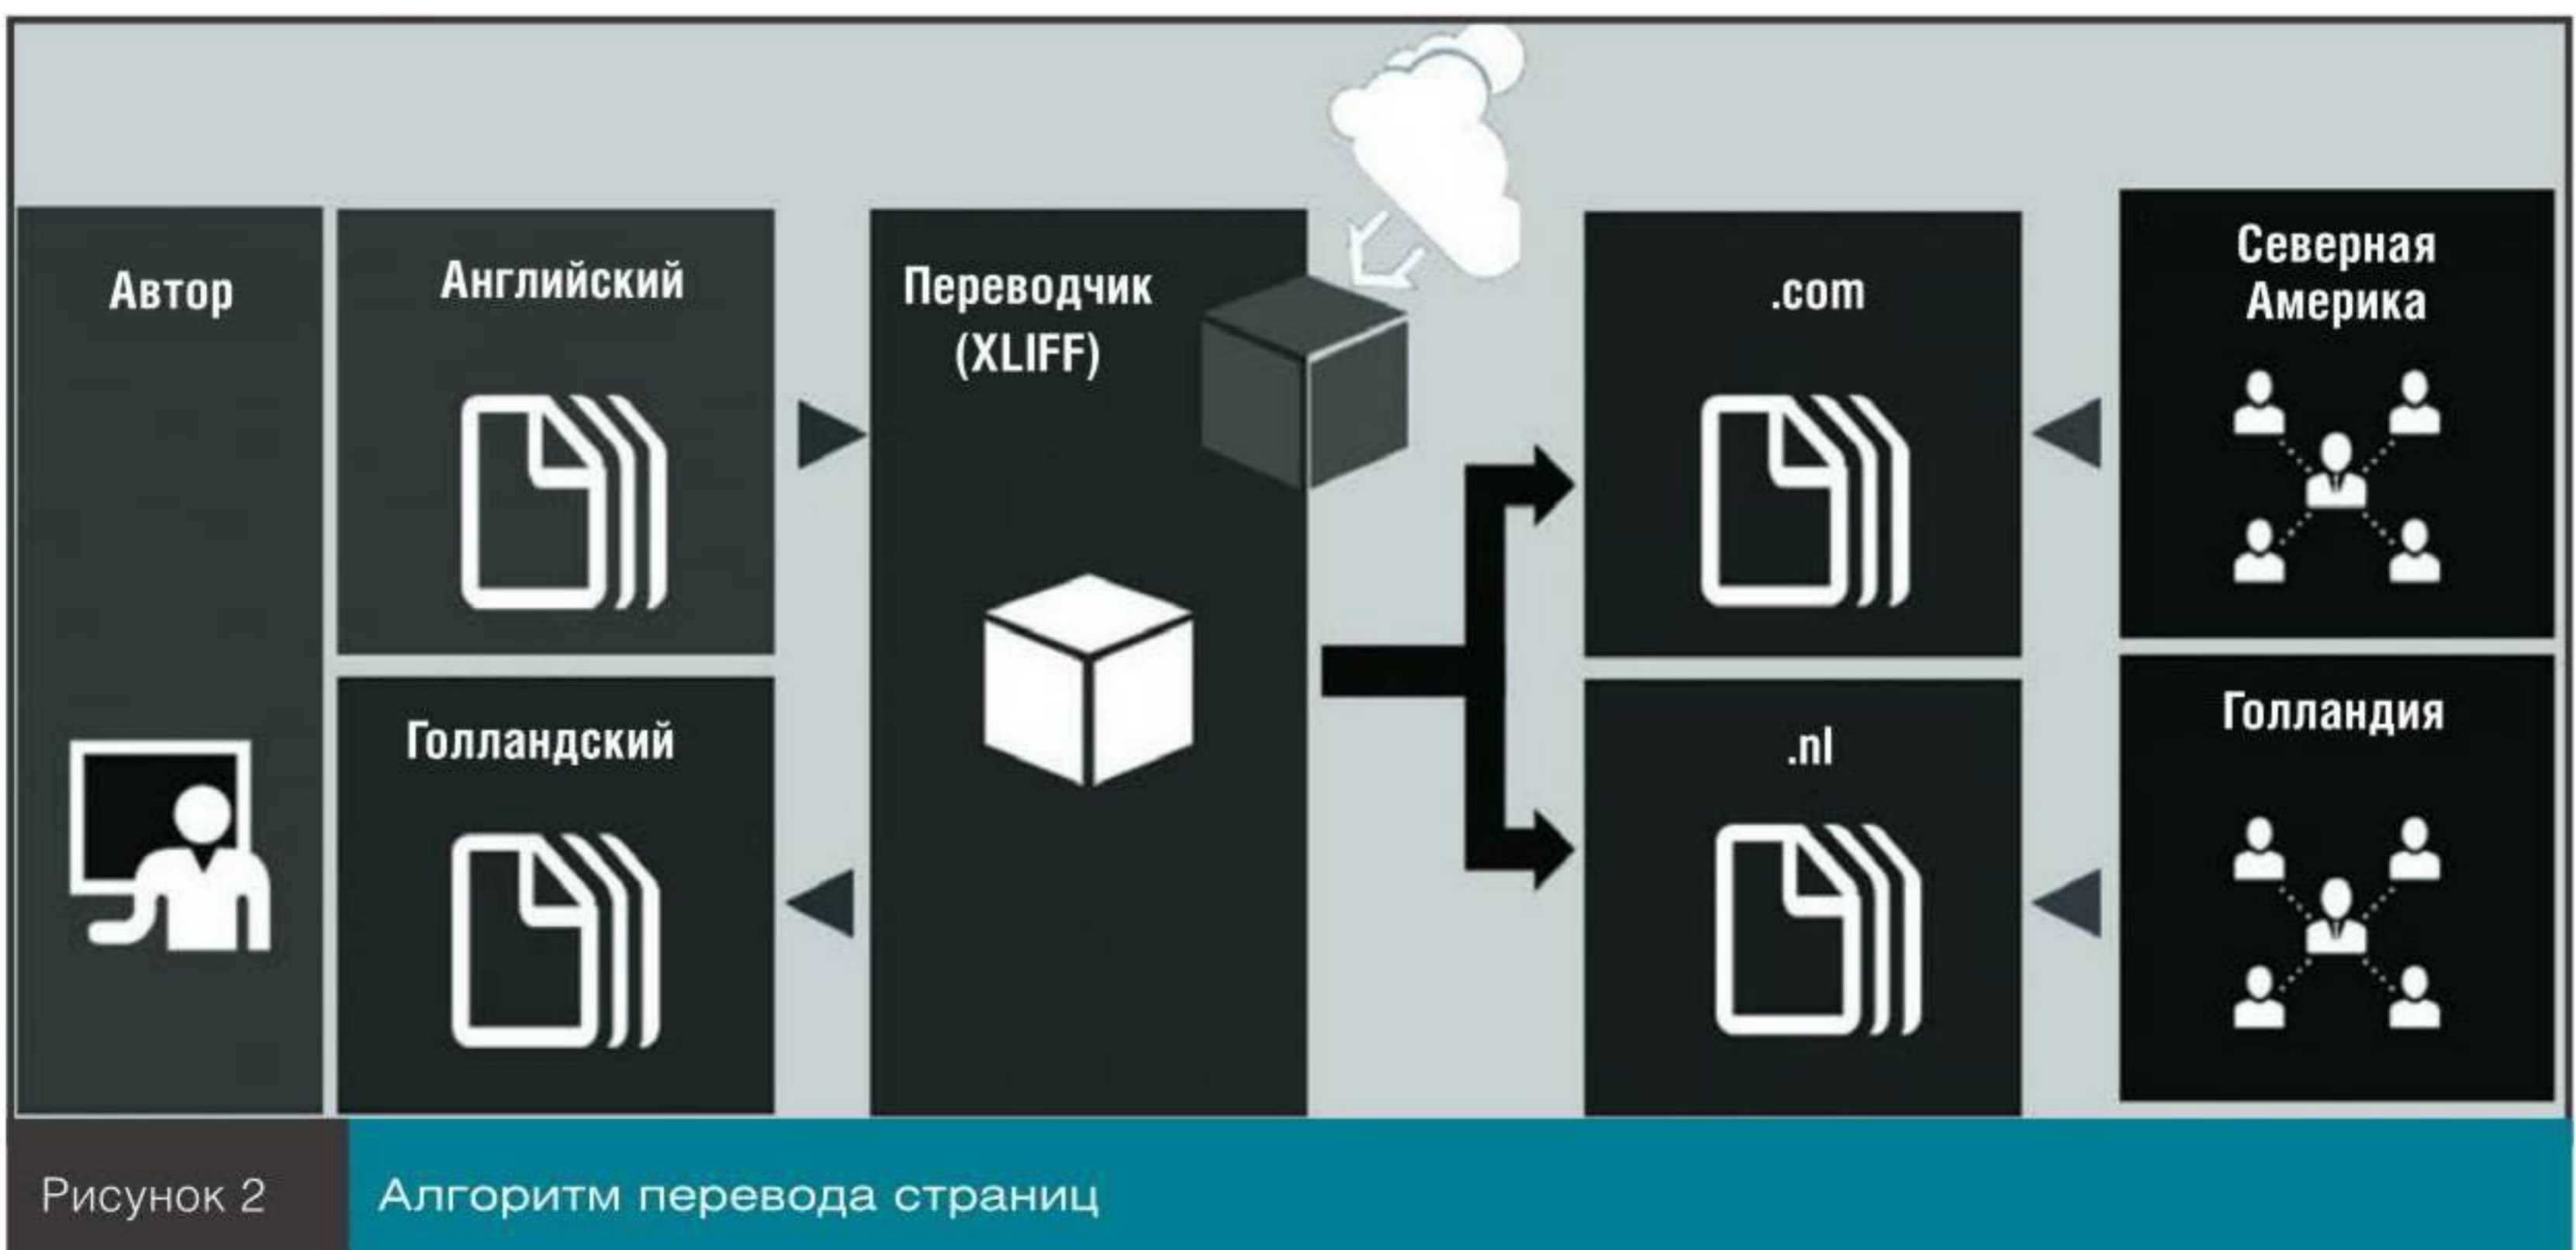 Автор
Английский
Голландский
Переводчик
(XLIFF)
.com
.nl
Северная
Америка
Голландия
Рисунок 2
Алгоритм перевода страниц